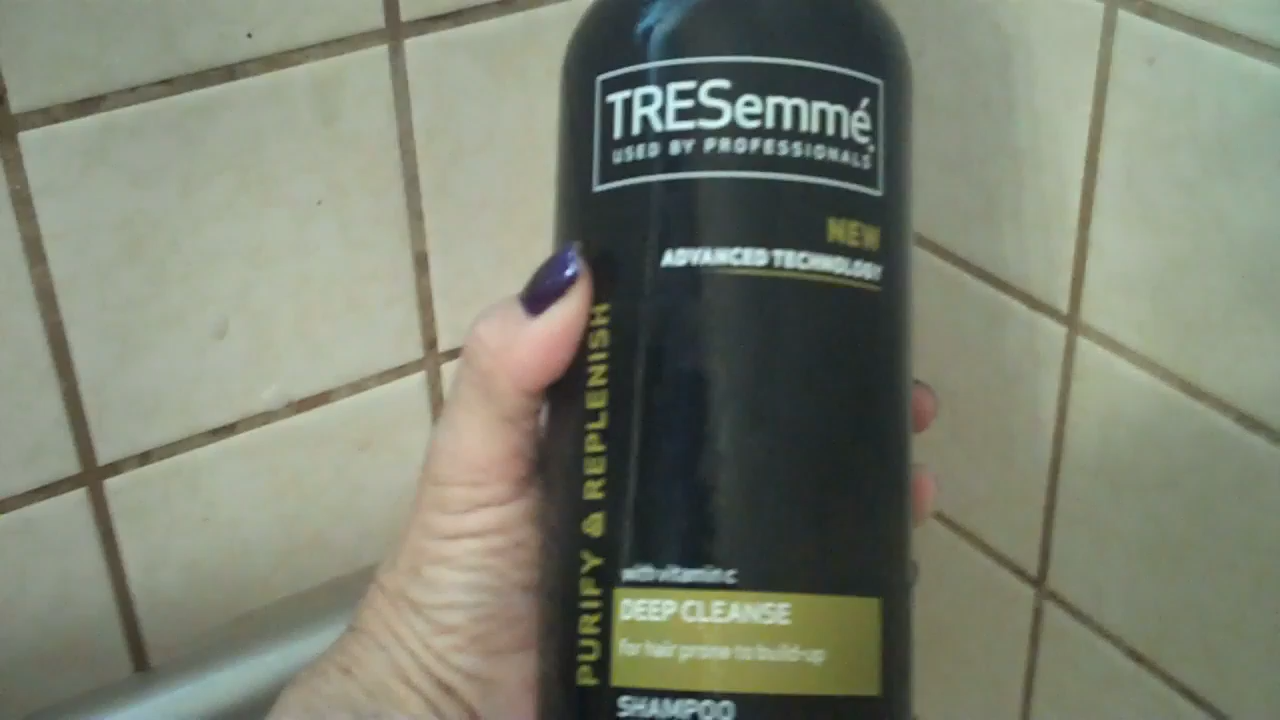 TRESemmé
USED BY PROFESSIONALS
NEW
ADVANCED TECHNOLOGY
PURIFY & REPLENISH
with vitamin c
DEEP CLEANSE
for hair prone to build-up
SHAMPOO